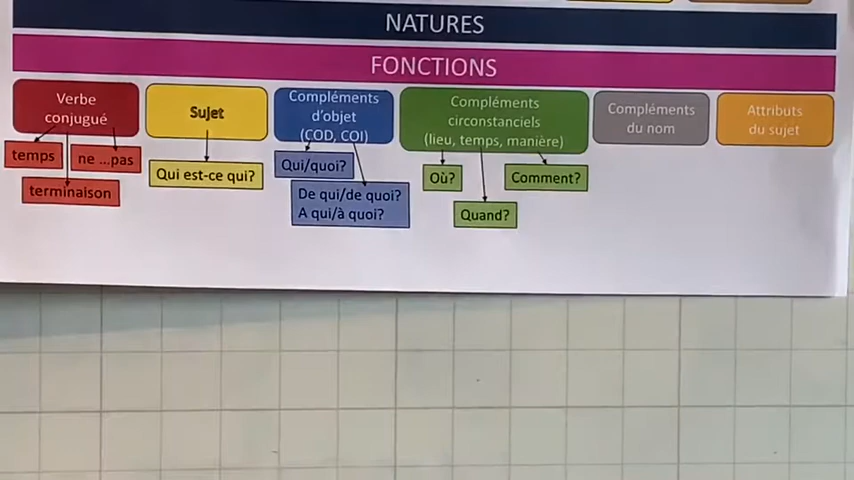 NATURES
FONCTIONS
Verbe
conjugué
temps
ne ...pas
terminaison
Sujet
Qui est-ce qui?
Compléments
d'objet
(COD, COI)
Qui/quoi?
De qui/de quoi?
A qui/à quoi?
Compléments
circonstanciels
(lieu, temps, manière)
Où?
Comment?
Quand?
Compléments
du nom
Attributs
du sujet